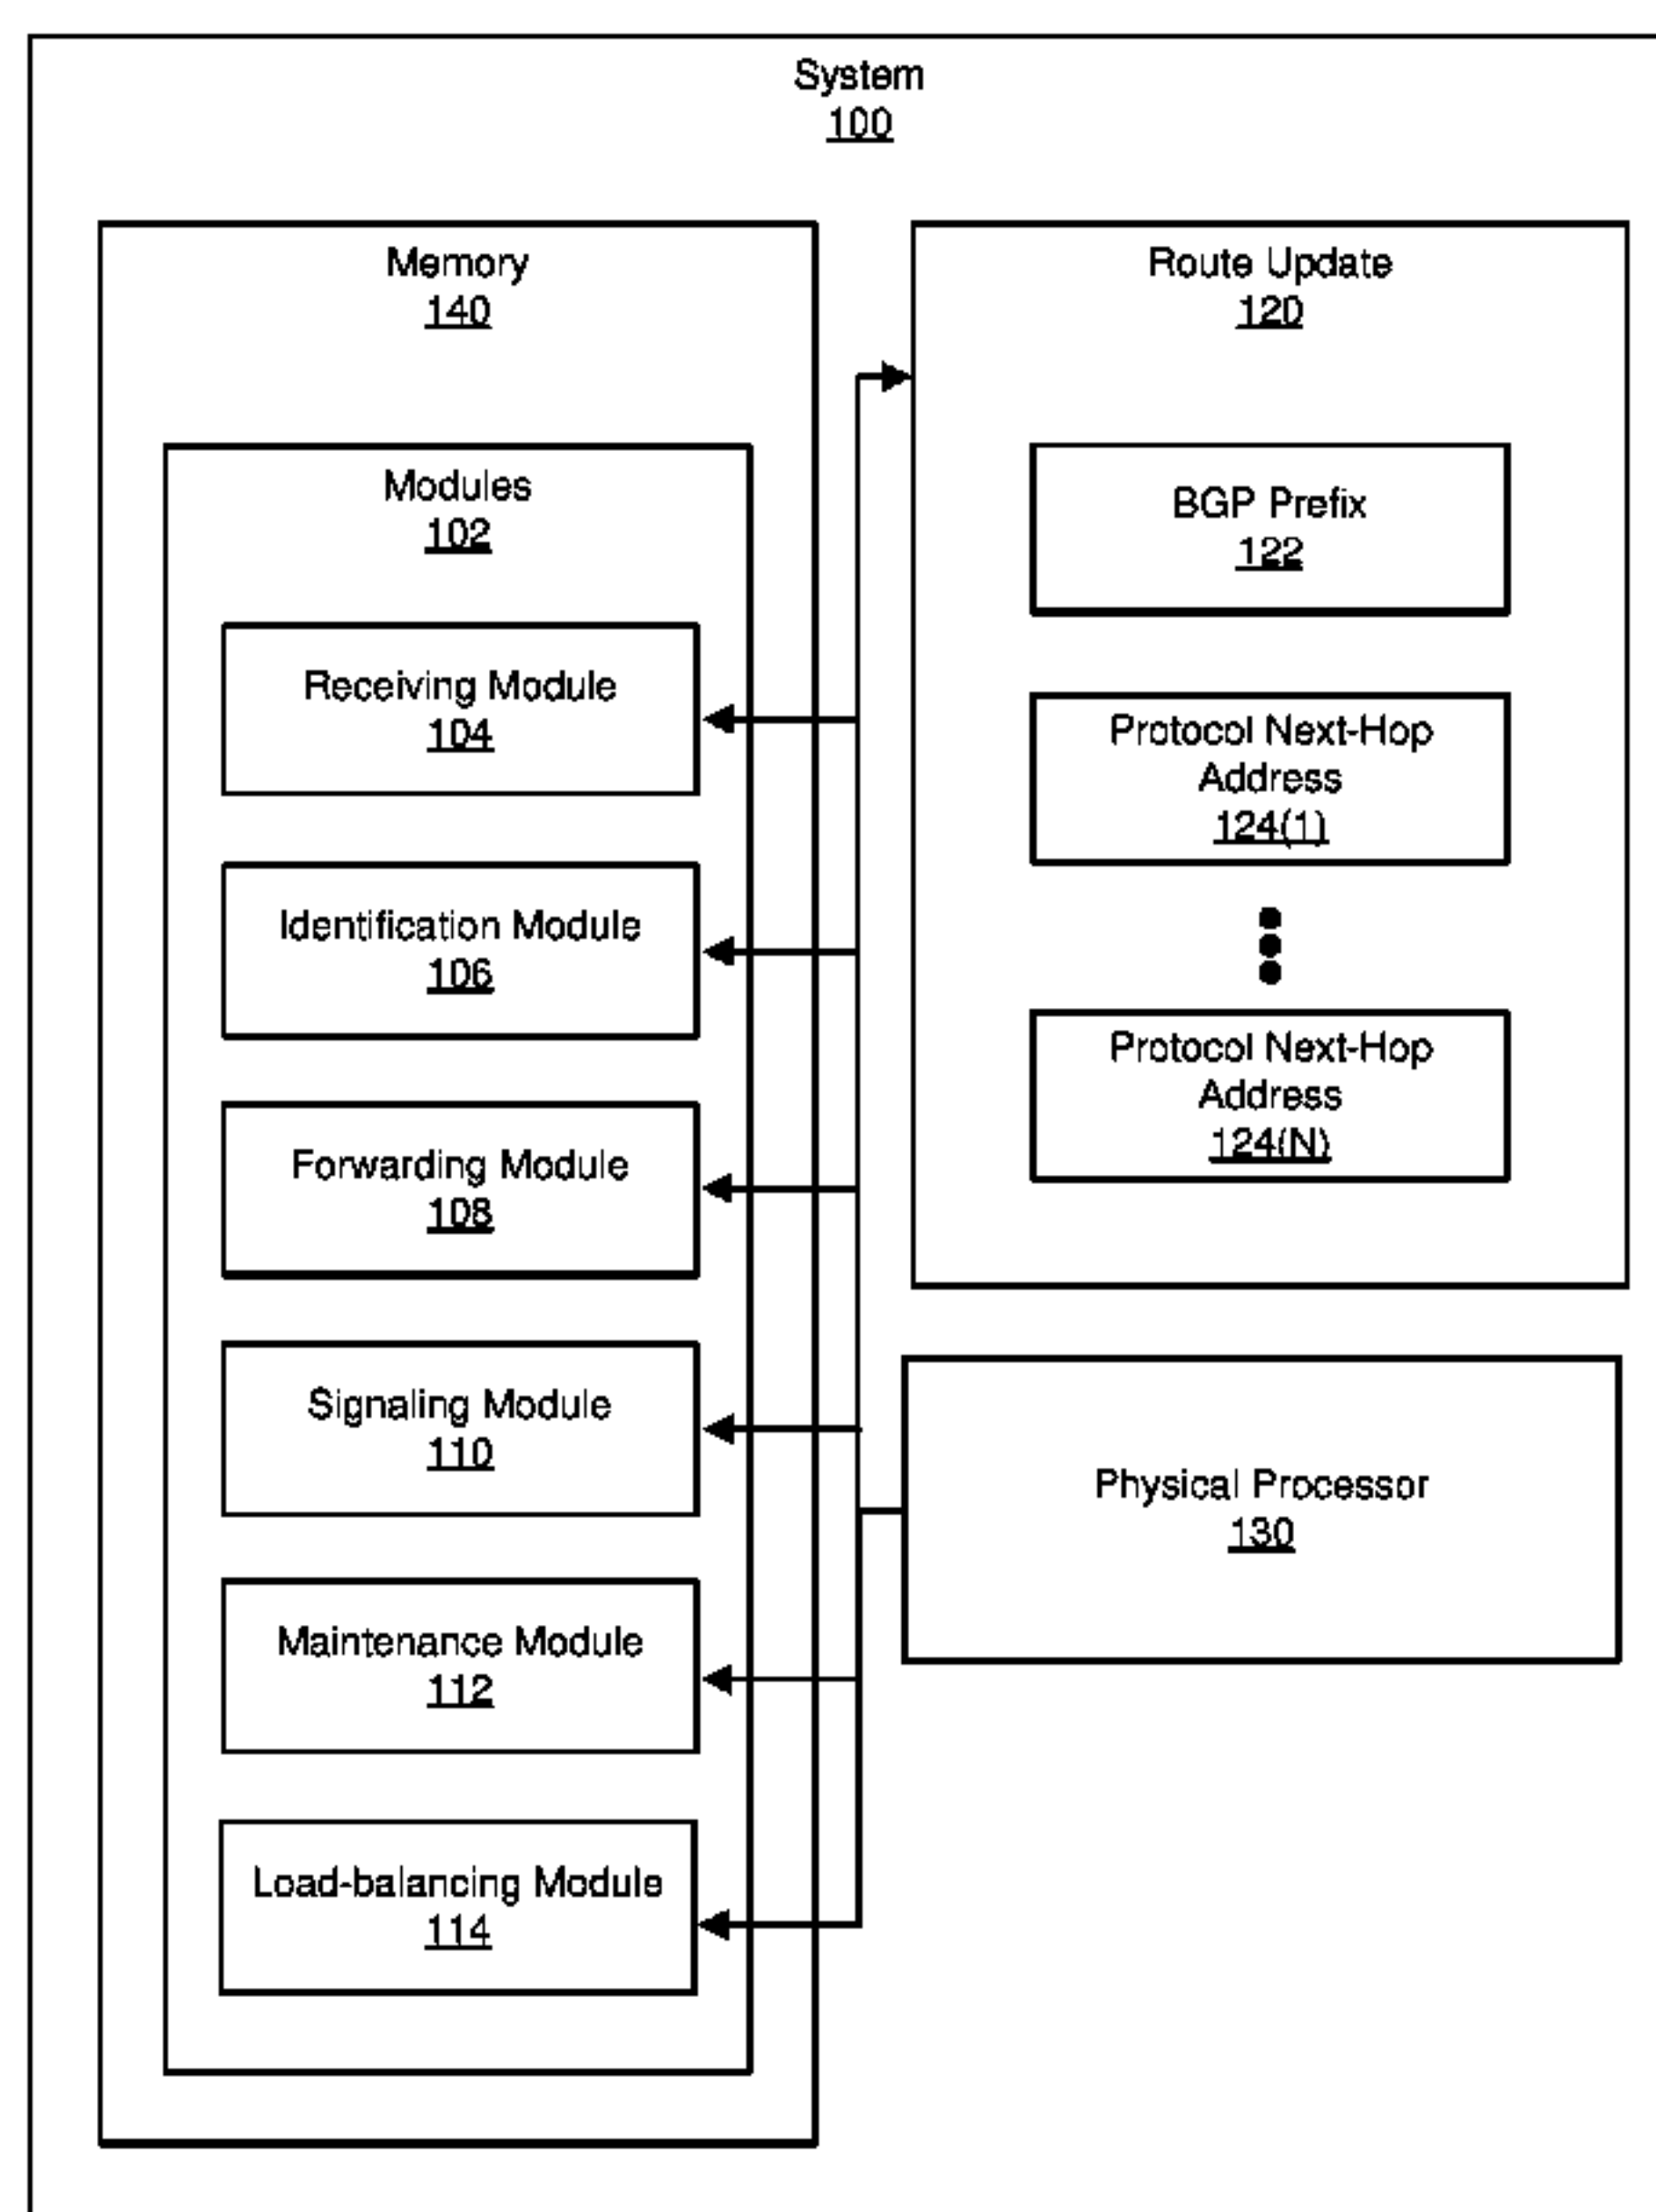 System
100
Memory
140
Modules
102
Receiving Module
104
Identification Module
106
Forwarding Module
108
Signaling Module
110
Maintenance Module
112
Load-balancing Module
114
Route Update
120
BGP Prefix
122
Protocol Next-Hop
Address
124(1)
Protocol Next-Hop
Address
124(N)
Physical Processor
130